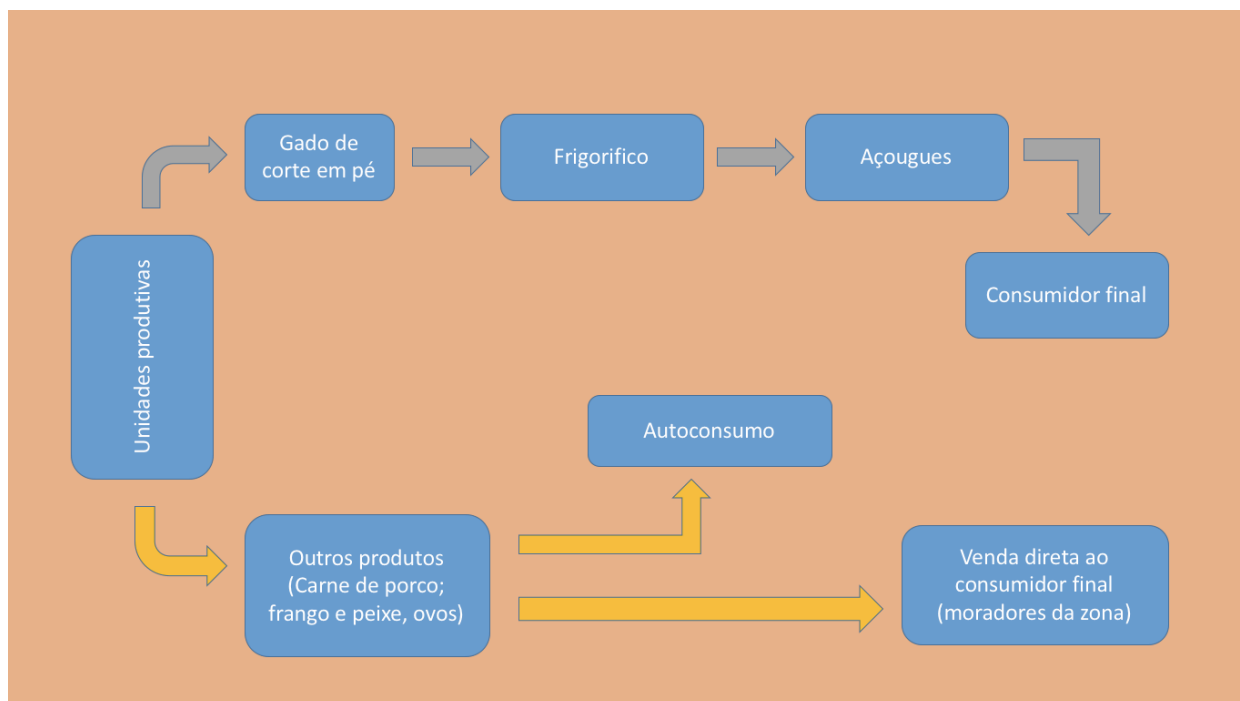 Gado de
corte em pé
Frigorifico
Açougues
Consumidor final
Unidades produtivas
Autoconsumo
Outros produtos
(Carne de porco;
frango e peixe, ovos)
Venda direta ao
consumidor final
(moradores da zona)